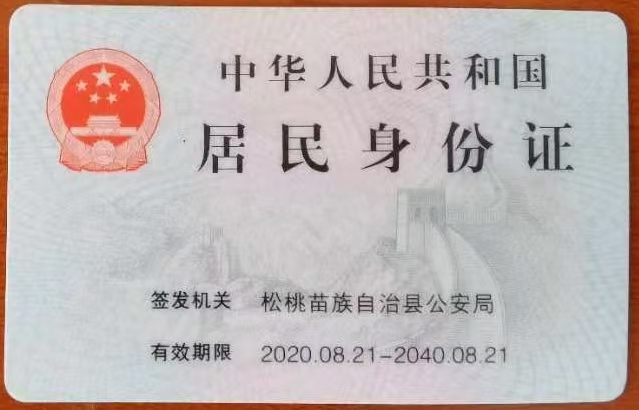 中华人民共和国
居民身份证
签发机关 松桃苗族自治县公安局
有效期限 2020.08.21-2040.08.21